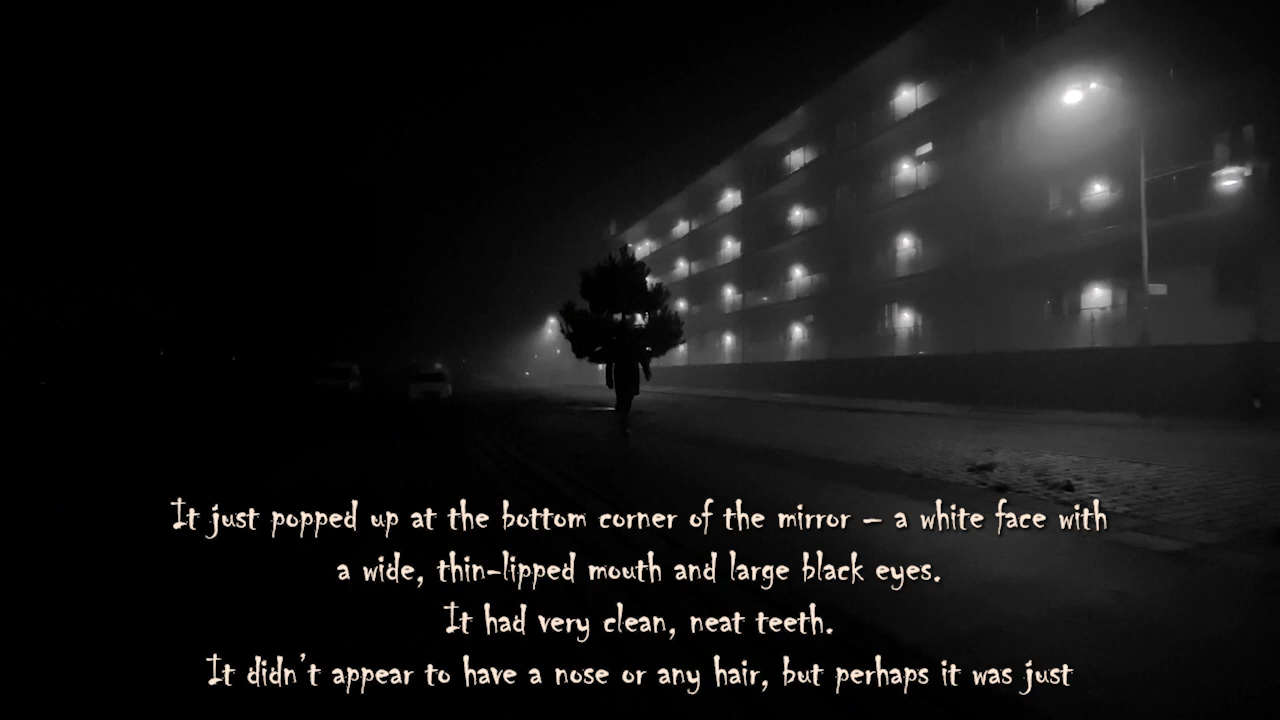 It just popped up at the bottom corner of the mirror – a white face with
a wide, thin-lipped mouth and large black eyes.
It had very clean, neat teeth.
It didn't appear to have a nose or any hair, but perhaps it was just